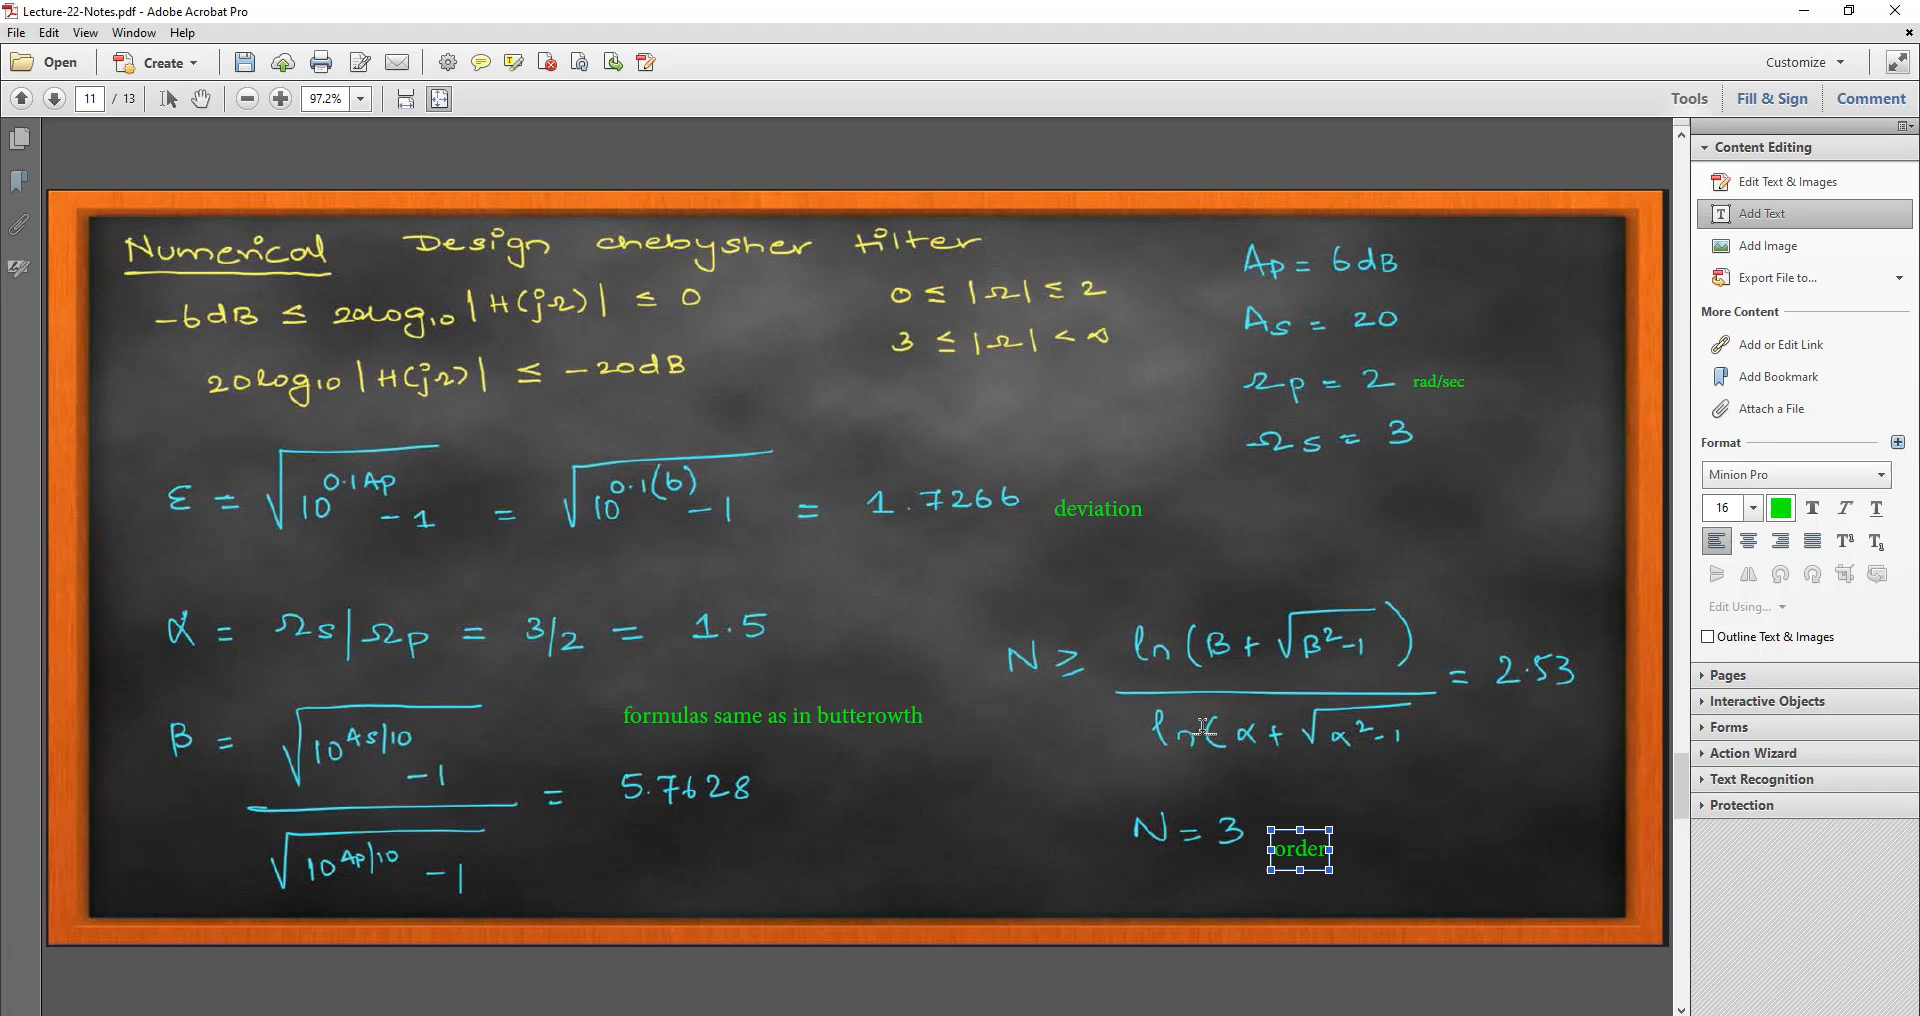 Lecture-22-Notes.pdf - Adobe Acrobat Pro
File Edit View Window Help
Open Create Customize
11 / 13 97.2% Tools Fill & Sign Comment
Numerical Design chebysher tilter
-6dB ≤ 20log10 |H(jΩ)| ≤ 0 0 ≤ |Ω| ≤ 2
20log10 |H(jΩ)| ≤ -20dB 3 ≤ |Ω| < ∞
Ap = 6dB
As = 20
Ωp = 2 rad/sec
Ωs = 3
ε = √(10^0.1Ap - 1) = √(10^0.1(6) - 1) = 1.7266 deviation
α = Ωs|Ωp = 3/2 = 1.5
β = √(10^As/10 - 1) / √(10^Ap/10 - 1) = 5.7628
formulas same as in butterowth
N ≥ ln(β + √β²-1) / ln(α + √α²-1 = 2.53
N = 3 order
Content Editing
Edit Text & Images
Add Text
Add Image
Export File to...
More Content
Add or Edit Link
Add Bookmark
Attach a File
Format
Minion Pro
16 T T T
T¹ T₁
Edit Using...
Outline Text & Images
Pages
Interactive Objects
Forms
Action Wizard
Text Recognition
Protection